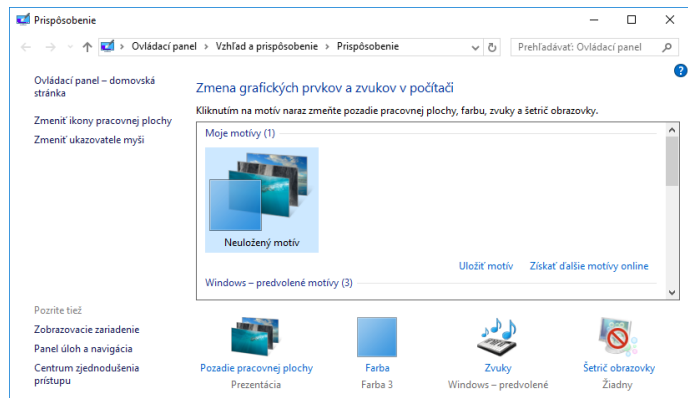 Prispôsobenie
Ovládací panel › Vzhľad a prispôsobenie › Prispôsobenie
Prehľadávať: Ovládací panel
Ovládací panel – domovská
stránka
Zmeniť ikony pracovnej plochy
Zmeniť ukazovatele myši
Zmena grafických prvkov a zvukov v počítači
Kliknutím na motív naraz zmeňte pozadie pracovnej plochy, farbu, zvuky a šetrič obrazovky.
Moje motívy (1)
Neuložený motív
Uložiť motív Získať ďalšie motívy online
Windows – predvolené motívy (3)
Pozrite tiež
Zobrazovacie zariadenie
Panel úloh a navigácia
Centrum zjednodušenia
prístupu
Pozadie pracovnej plochy
Prezentácia
Farba
Farba 3
Zvuky
Windows – predvolené
Šetrič obrazovky
Žiadny